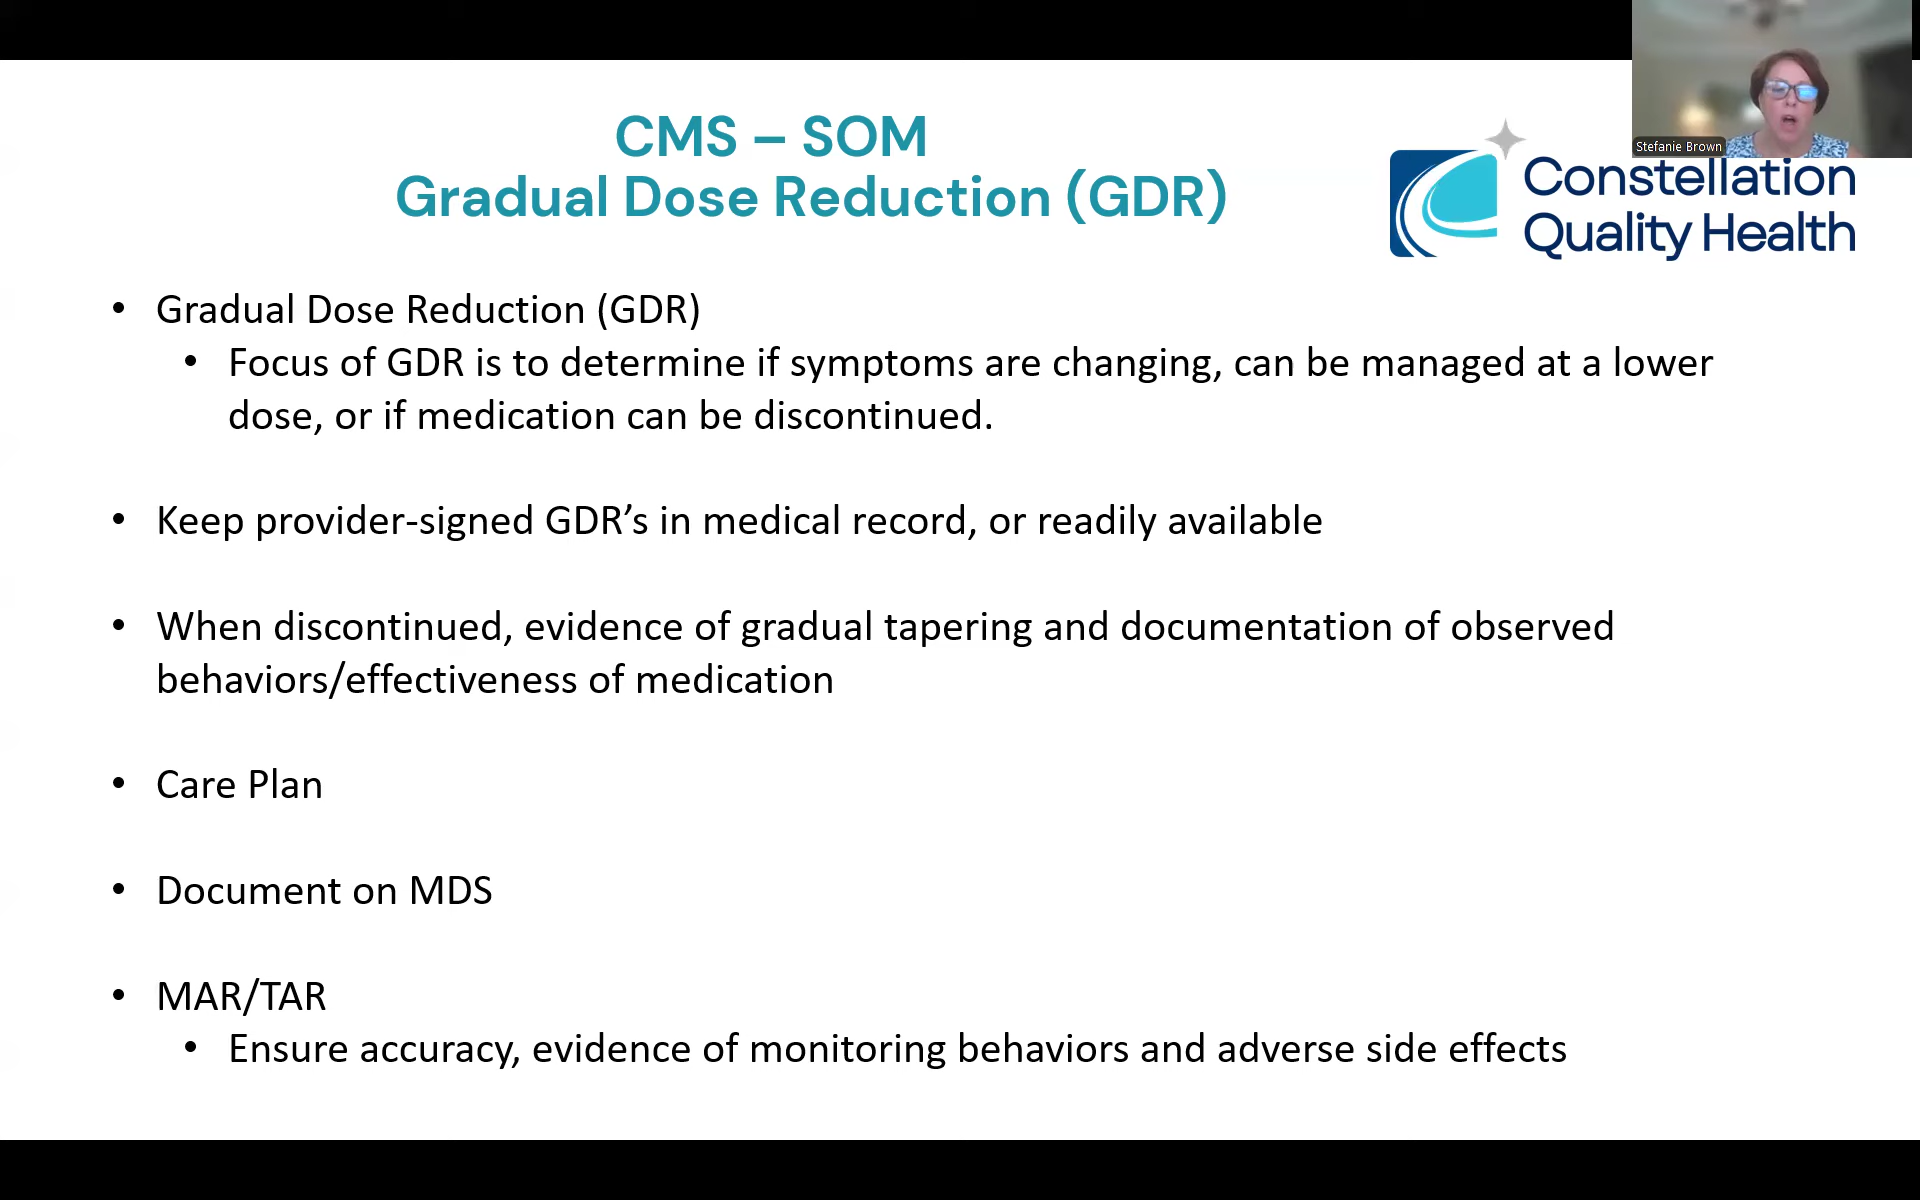 CMS – SOM
Gradual Dose Reduction (GDR)
Stefanie Brown
Constellation
Quality Health
• Gradual Dose Reduction (GDR)
• Focus of GDR is to determine if symptoms are changing, can be managed at a lower
dose, or if medication can be discontinued.
• Keep provider-signed GDR’s in medical record, or readily available
• When discontinued, evidence of gradual tapering and documentation of observed
behaviors/effectiveness of medication
• Care Plan
• Document on MDS
• MAR/TAR
• Ensure accuracy, evidence of monitoring behaviors and adverse side effects